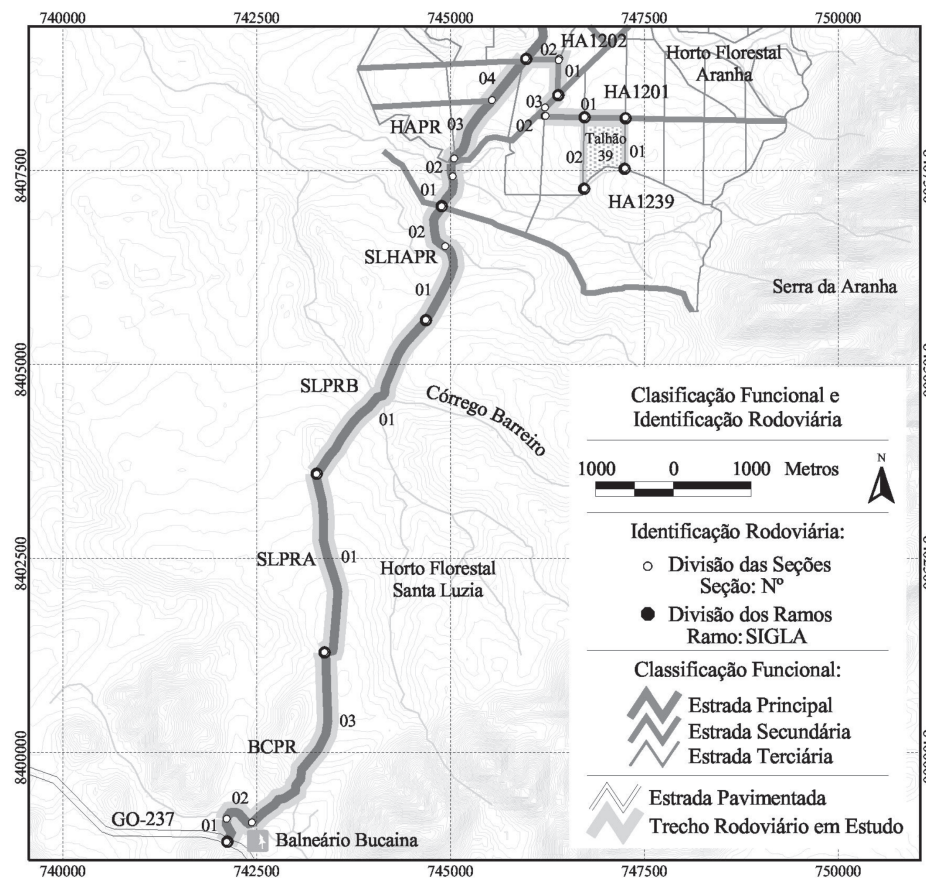 740000 742500 745000 747500 750000
02 HA1202
Horto Florestal
Aranha
01
04
03 HA1201
01
HAPR 03 02
Talhão
39
02 01
02
8407500 8407500
01 HA1239
02
SLHAPR
Serra da Aranha
01
8405000 8405000
SLPRB
01
Córrego Barreiro
SLPRA 01
Horto Florestal
Santa Luzia
8402500 8402500
03
BCPR
8400000 8400000
02
GO-237
01
Balneário Bucaina
Clasificação Funcional e
Identificação Rodoviária
N
1000 0 1000 Metros
Identificação Rodoviária:
Divisão das Seções
Seção: Nº
Divisão dos Ramos
Ramo: SIGLA
Classificação Funcional:
Estrada Principal
Estrada Secundária
Estrada Terciária
Estrada Pavimentada
Trecho Rodoviário em Estudo
740000 742500 745000 747500 750000